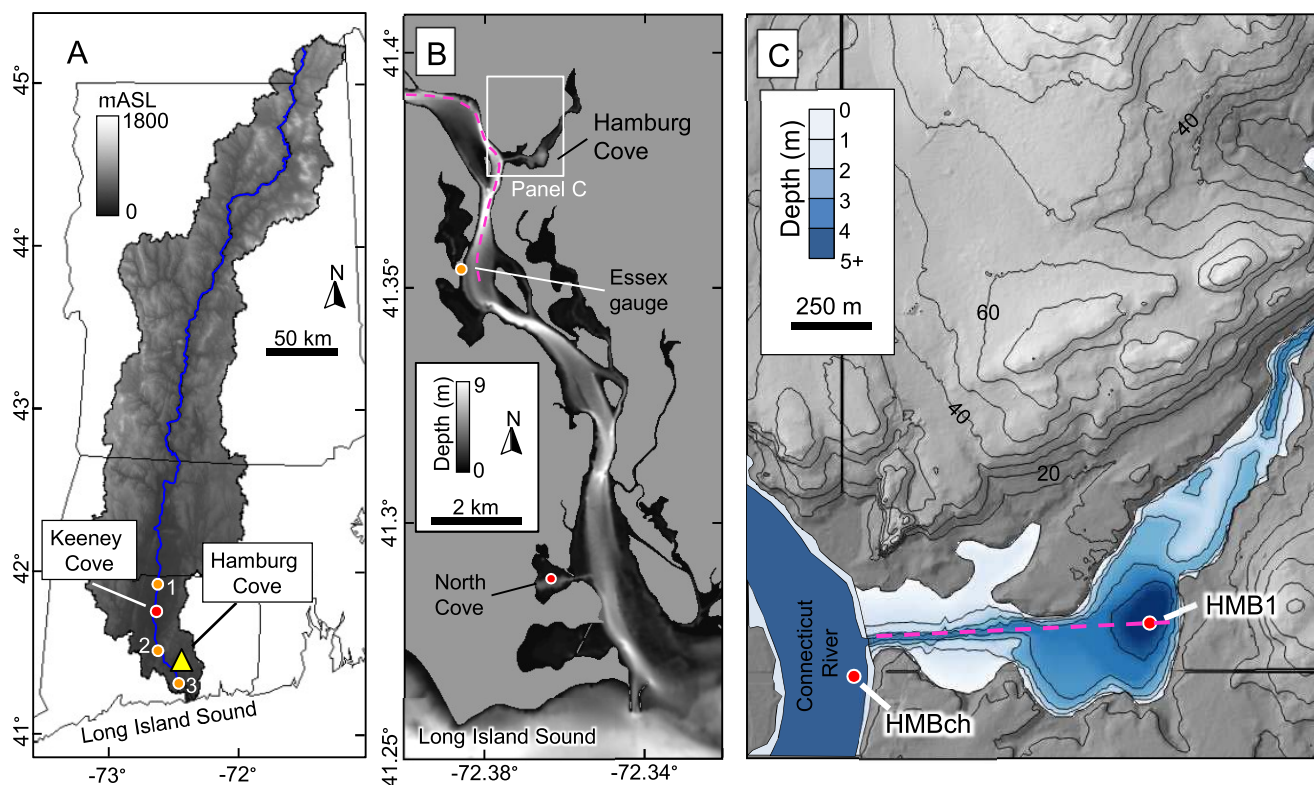 A
45°
mASL
1800
0
44°
N
50 km
43°
Keeney
Cove
Hamburg
Cove
42°
1
2
3
41°
Long Island Sound
-73°
-72°
B
41.4°
Hamburg
Cove
Panel C
41.35°
Essex
gauge
Depth (m)
9
0
N
2 km
41.3°
North
Cove
Long Island Sound
41.25°
-72.38°
-72.34°
C
Depth (m)
0
1
2
3
4
5+
250 m
40
60
40
20
Connecticut
River
HMB1
HMBch